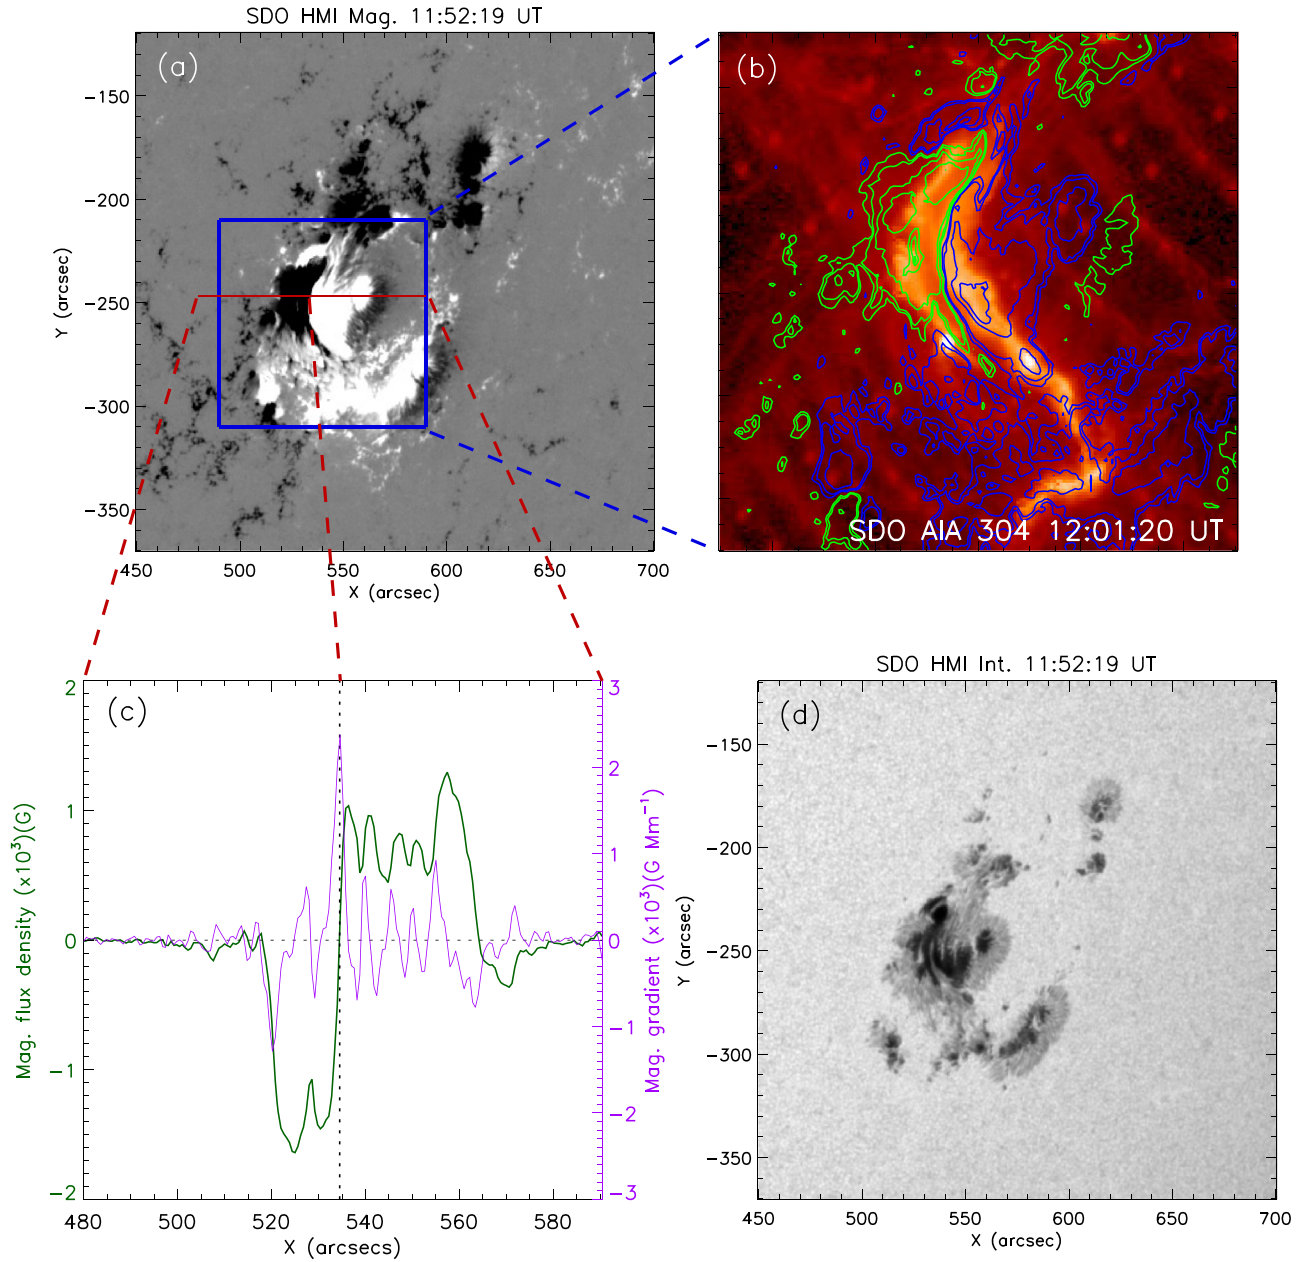 SDO HMI Mag. 11:52:19 UT
(a)
Y (arcsec)
−150
−200
−250
−300
−350
450 500 550 600 650 700
X (arcsec)
(b)
SDO AIA 304 12:01:20 UT
(c)
Mag. flux density (x10³)(G)
2
1
0
−1
−2
Mag. gradient (x10³)(G Mm⁻¹)
3
2
1
0
−1
−2
−3
480 500 520 540 560 580
X (arcsecs)
SDO HMI Int. 11:52:19 UT
(d)
Y (arcsec)
−150
−200
−250
−300
−350
450 500 550 600 650 700
X (arcsec)